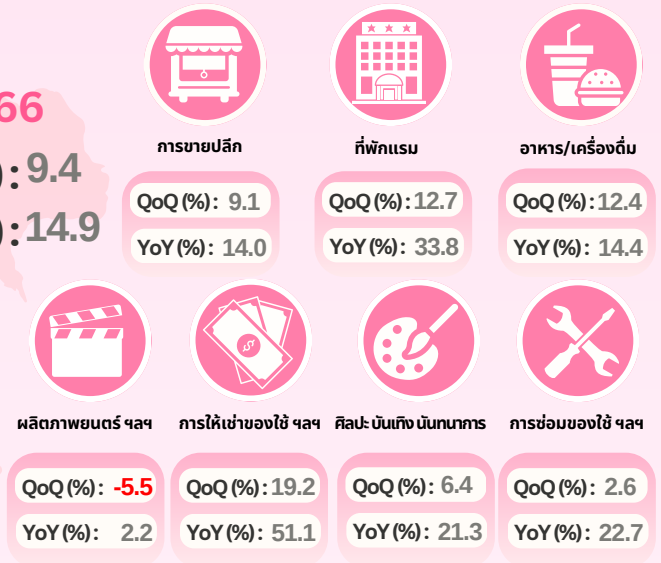 66
): 9.4
): 14.9
การขายปลีก
QoQ (%) : 9.1
YoY (%) : 14.0
ที่พักแรม
QoQ (%) : 12.7
YoY (%) : 33.8
อาหาร/เครื่องดื่ม
QoQ (%) : 12.4
YoY (%) : 14.4
ผลิตภาพยนตร์ ฯลฯ
QoQ (%) : -5.5
YoY (%) : 2.2
การให้เช่าของใช้ ฯลฯ
QoQ (%) : 19.2
YoY (%) : 51.1
ศิลปะ บันเทิง นันทนาการ
QoQ (%) : 6.4
YoY (%) : 21.3
การซ่อมของใช้ ฯลฯ
QoQ (%) : 2.6
YoY (%) : 22.7